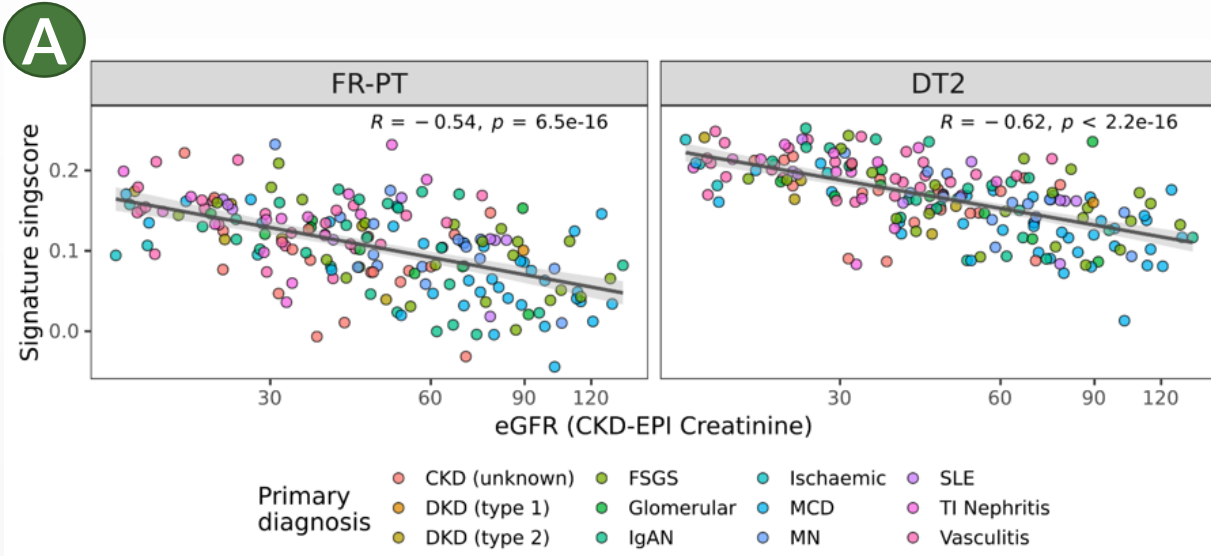 A
FR-PT
DT2
R = −0.54, p = 6.5e-16
R = −0.62, p < 2.2e-16
Signature singscore
0.2
0.1
0.0
30
60
90
120
30
60
90
120
eGFR (CKD-EPI Creatinine)
Primary
diagnosis
CKD (unknown)
DKD (type 1)
DKD (type 2)
FSGS
Glomerular
IgAN
Ischaemic
MCD
MN
SLE
TI Nephritis
Vasculitis